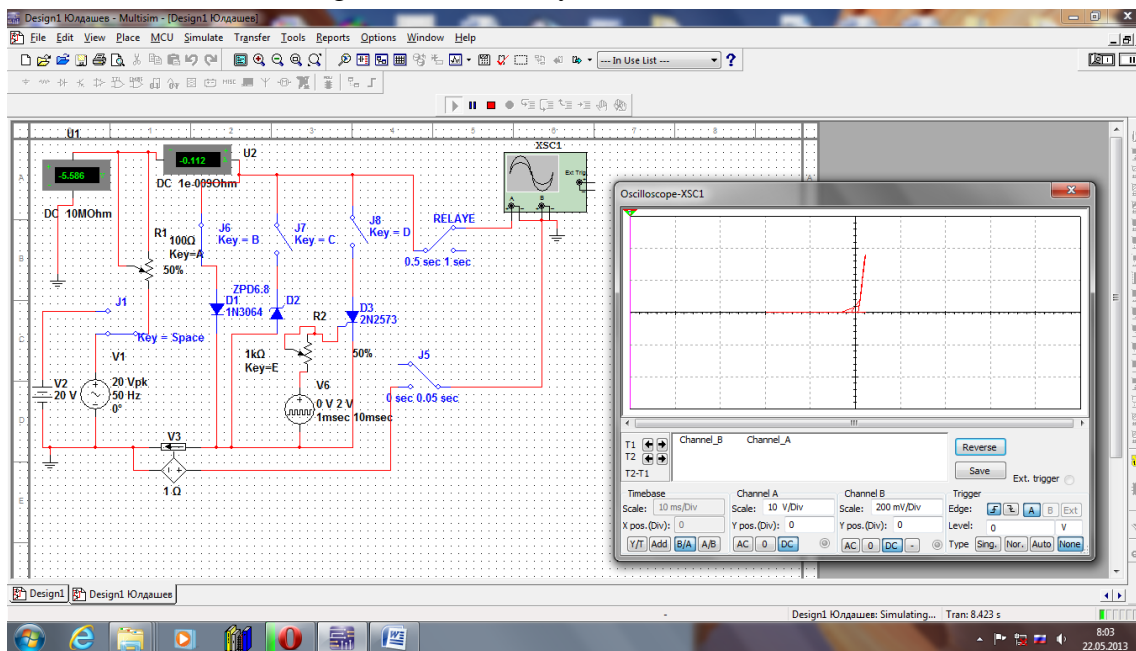 Design1 Юлдашев - Multisim - [Design1 Юлдашев]
File Edit View Place MCU Simulate Transfer Tools Reports Options Window Help
--- In Use List ---
U1
-5.586
DC 10MOhm
-0.112
U2
DC 1e-009Ohm
XSC1
Ext Trig
A B
R1
100Ω
Key=A
50%
J6
Key = B
J7
Key = C
J8
Key = D
RELAYE
0.5 sec 1 sec
J1
Key = Space
ZPD6.8
D1
1N3064
D2
D3
2N2573
R2
1kΩ
Key=E
50%
J5
0 sec 0.05 sec
V1
20 Vpk
50 Hz
0°
V2
20 V
V6
0 V 2 V
1msec 10msec
V3
1 Ω
Oscilloscope-XSC1
T1
T2
T2-T1
Channel_B Channel_A
Reverse
Save
Ext. trigger
Timebase
Scale: 10 ms/Div
X pos.(Div): 0
Y/T Add B/A A/B
Channel A
Scale: 10 V/Div
Y pos.(Div): 0
AC 0 DC
Channel B
Scale: 200 mV/Div
Y pos.(Div): 0
AC 0 DC -
Trigger
Edge: A B Ext
Level: 0 V
Type Sing. Nor. Auto None
Design1 Design1 Юлдашев
Design1 Юлдашев: Simulating... Tran: 8.423 s
8:03
22.05.2013